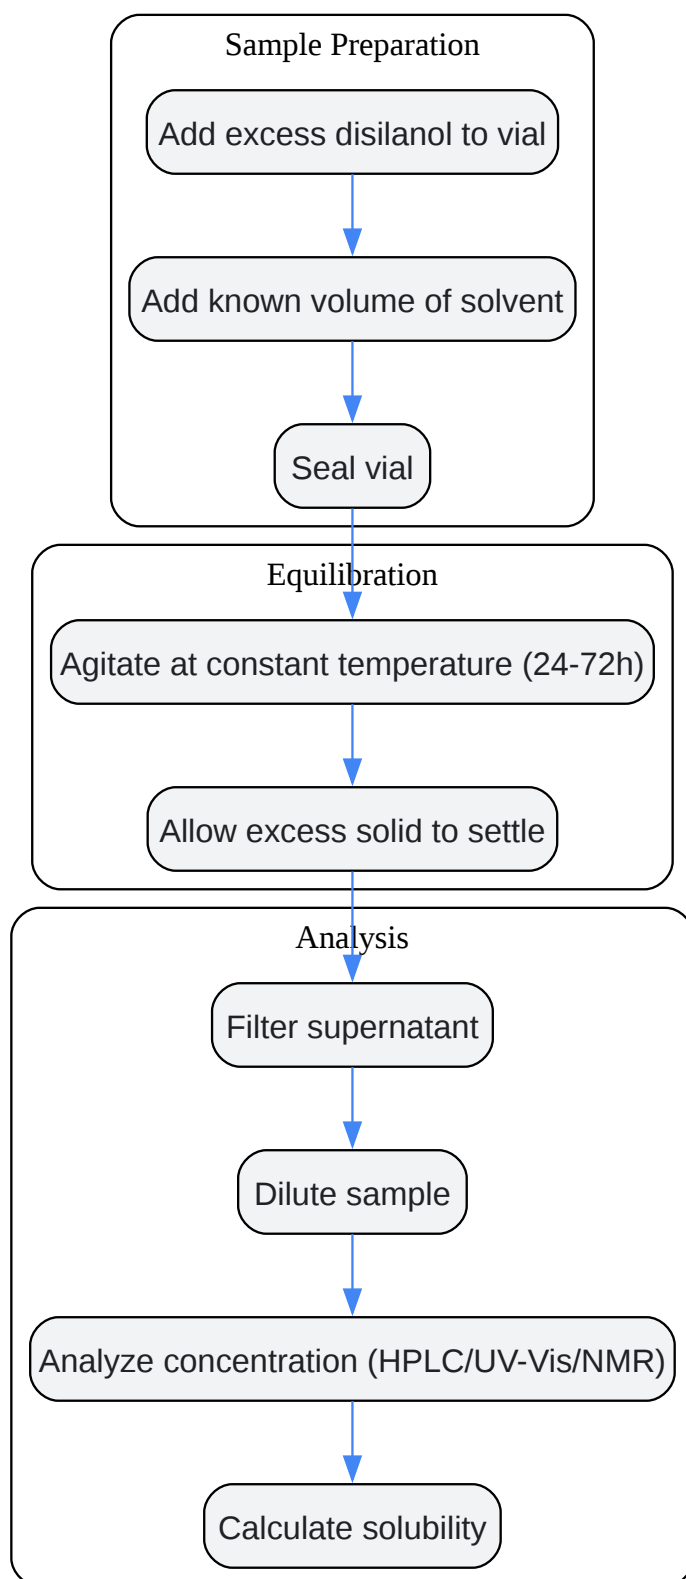 Sample Preparation
Add excess disilanol to vial
Add known volume of solvent
Seal vial
Equilibration
Agitate at constant temperature (24-72h)
Allow excess solid to settle
Analysis
Filter supernatant
Dilute sample
Analyze concentration (HPLC/UV-Vis/NMR)
Calculate solubility